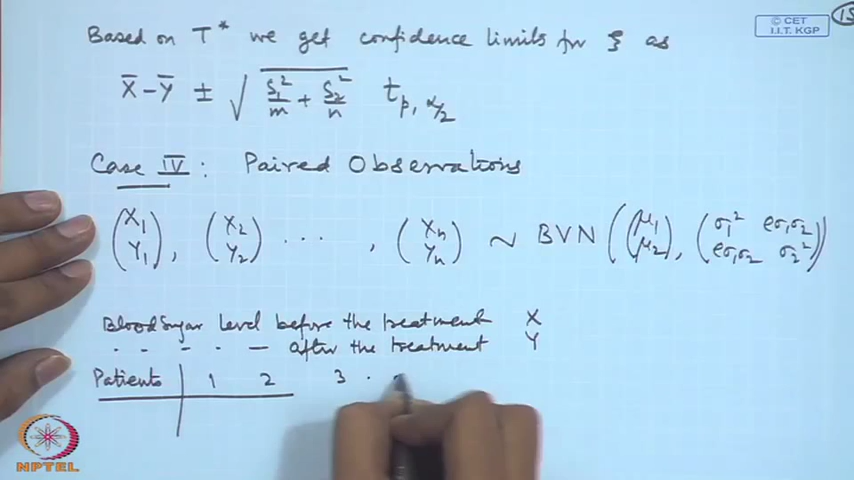 Based on T* we get confidence limits for ξ as
© CET
I.I.T. KGP
15
X̄ - Ȳ ± √(S₁²/m + S₂²/n) t_{p, α/2}
Case IV : Paired Observations
(X₁ Y₁), (X₂ Y₂) ... , (Xₙ Yₙ) ~ BVN ((μ₁ μ₂), (σ₁² ρσ₁σ₂ ρσ₁σ₂ σ₂²))
Blood Sugar level before the treatment X
. - - . - after the treatment Y
Patients | 1 2 3 . .
NPTEL